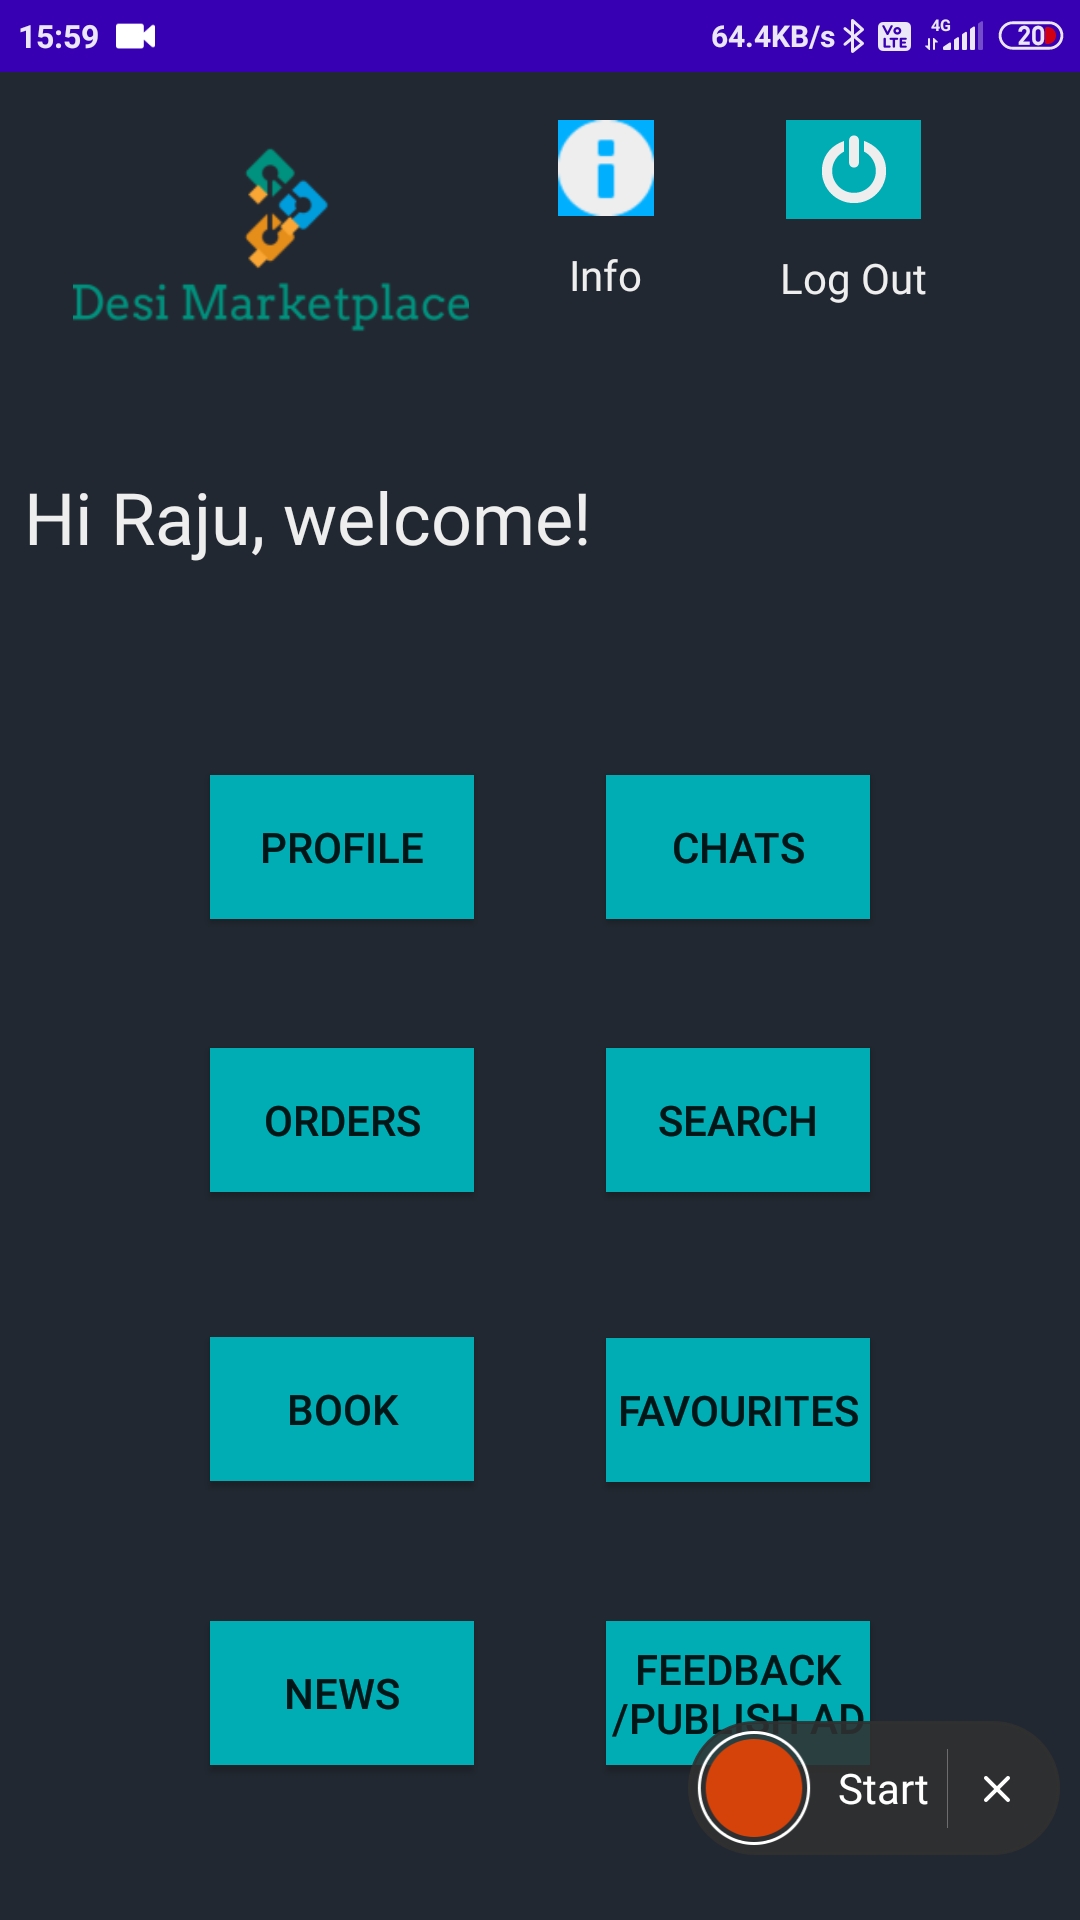 15:59 64.4KB/s Vo LTE 4G 20
Desi Marketplace
Info
Log Out
Hi Raju, welcome!
PROFILE
CHATS
ORDERS
SEARCH
BOOK
FAVOURITES
NEWS
FEEDBACK
/PUBLISH AD
Start